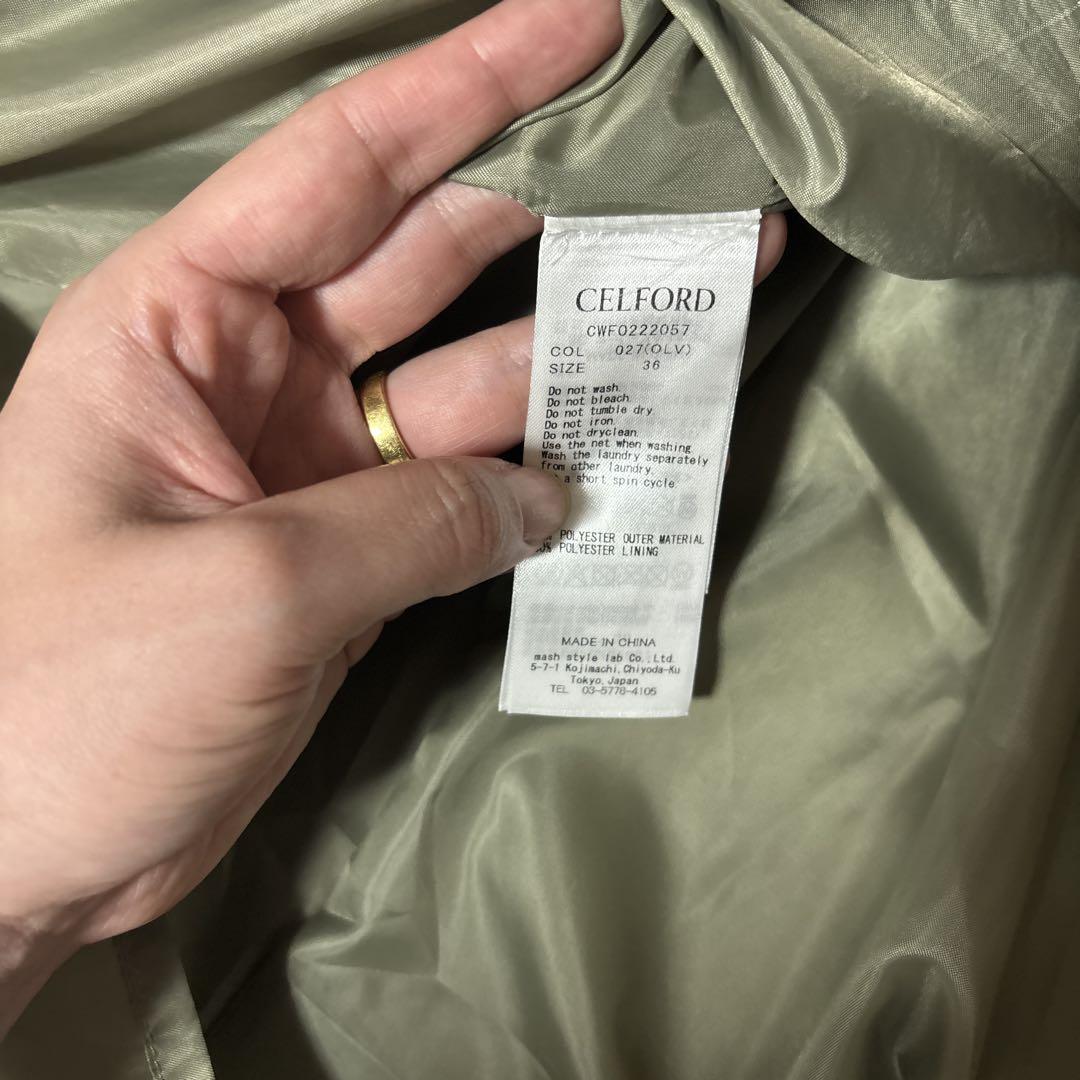 CELFORD
CWFO222057
COL 027(OLV)
SIZE 36
Do not wash.
Do not bleach.
Do not tumble dry.
Do not iron.
Do not dryclean.
Use the net when washing
Wash the laundry separately
from other laundry.
a short spin cycle
POLYESTER OUTER MATERIAL
POLYESTER LINING
MADE IN CHINA
mash style lab Co.,Ltd.
5-7-1 Kojimachi,Chiyoda-Ku
Tokyo,Japan
TEL 03-5778-4105